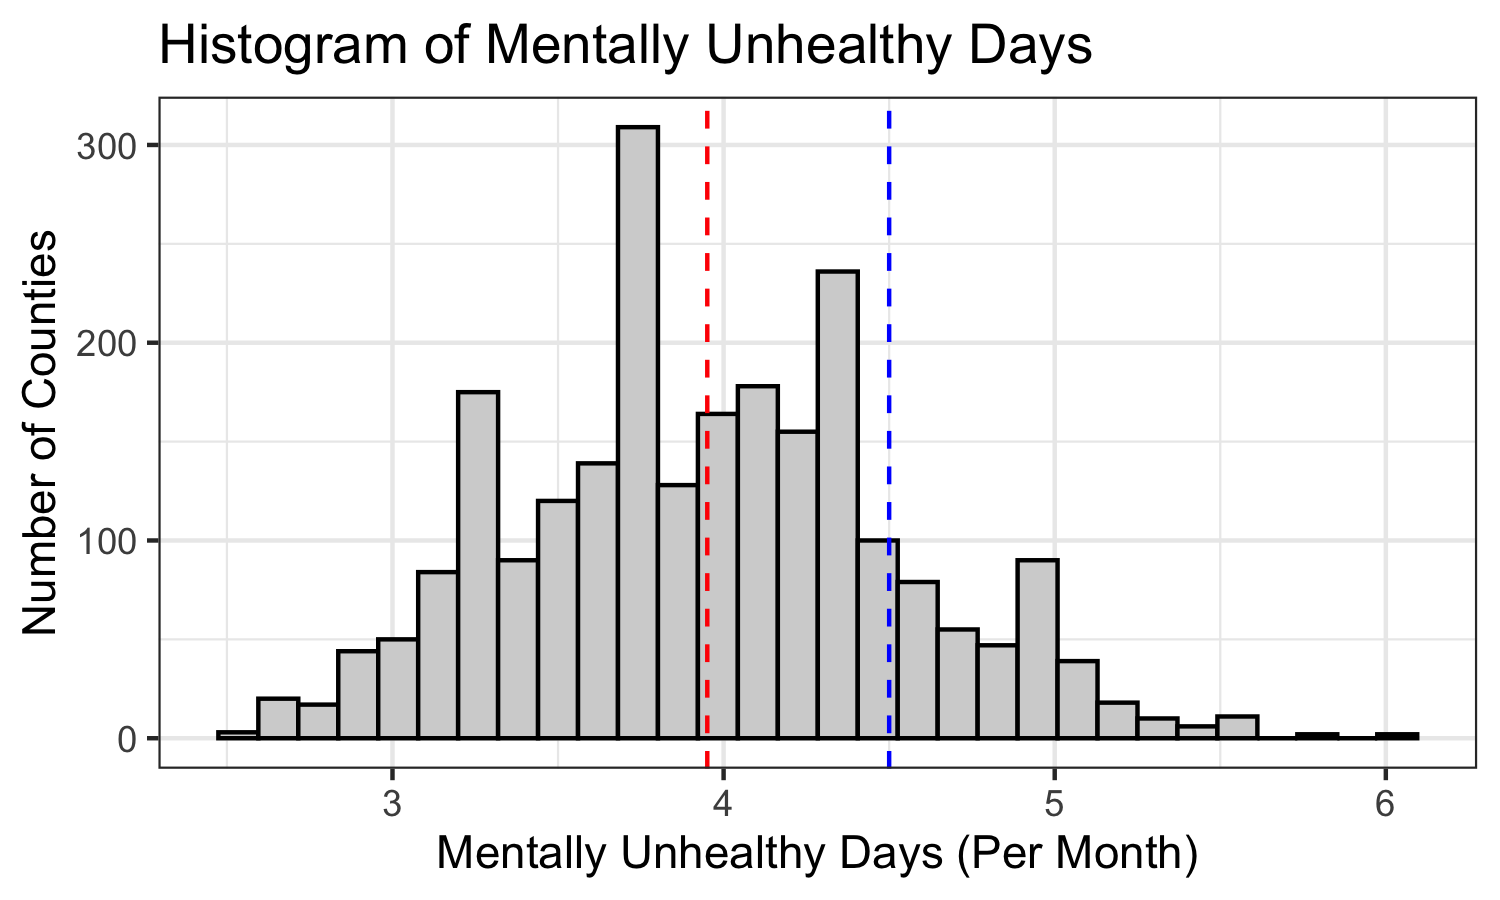 Histogram of Mentally Unhealthy Days
Number of Counties
300
200
100
0
3 4 5 6
Mentally Unhealthy Days (Per Month)